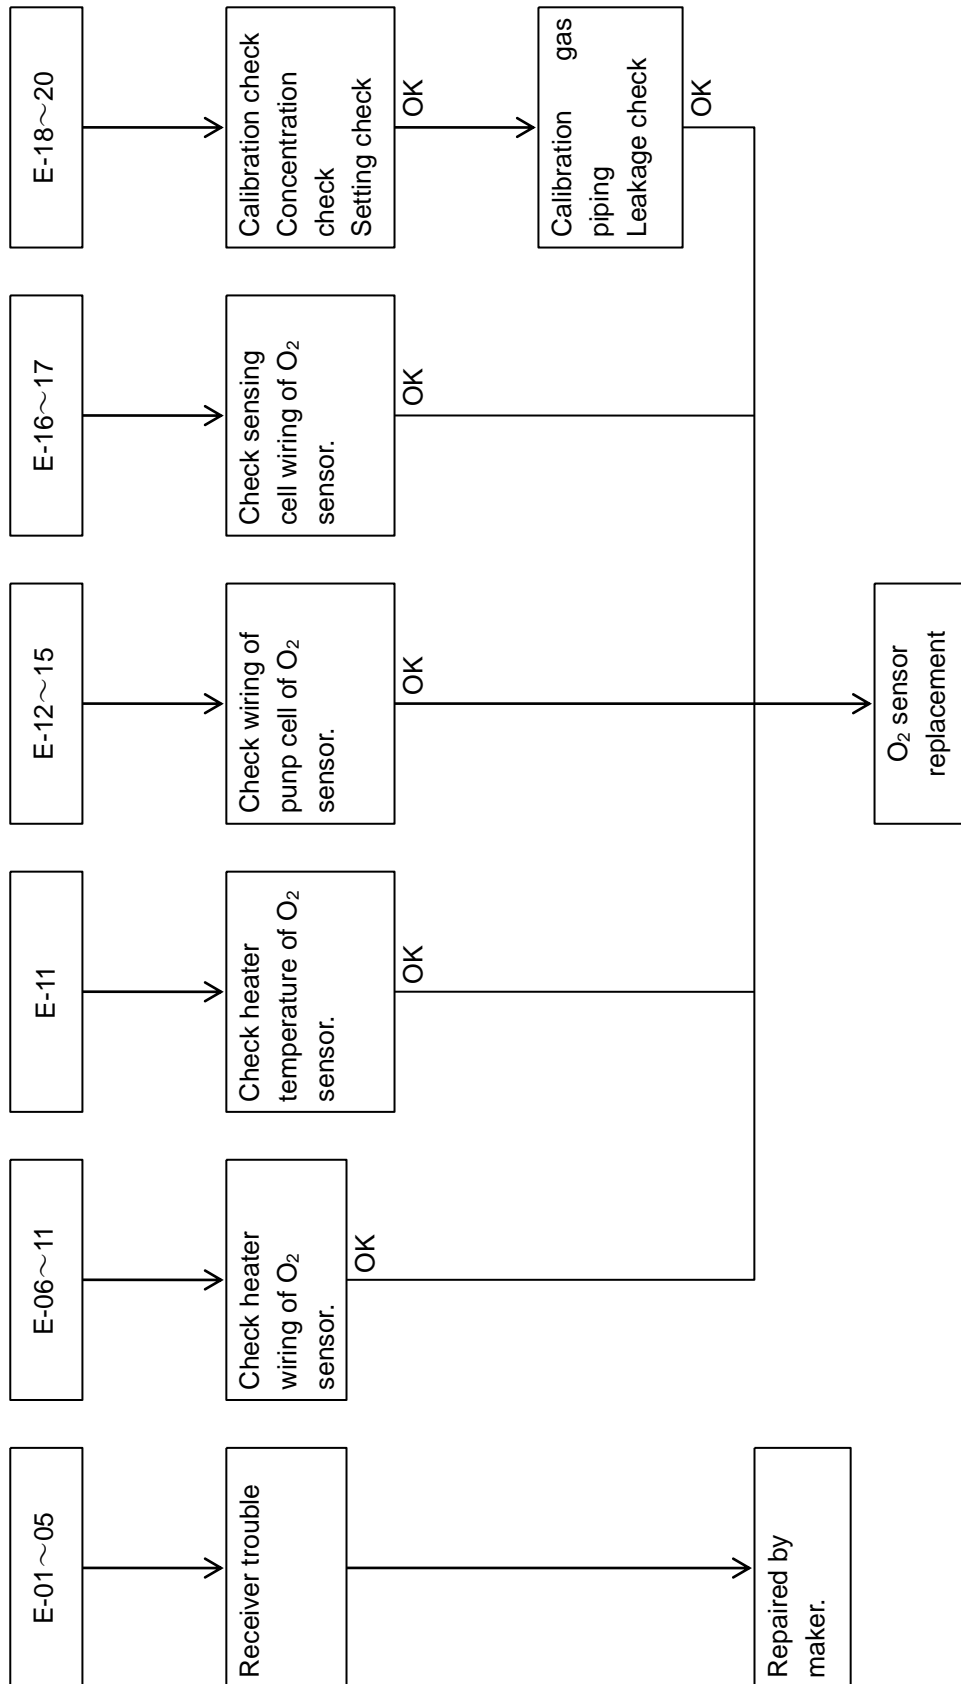 E-01～05
Receiver trouble
Repaired by
maker.
E-06～11
Check heater
wiring of O₂
sensor.
OK
E-11
Check heater
temperature of O₂
sensor.
OK
E-12～15
Check wiring of
punp cell of O₂
sensor.
OK
O₂ sensor
replacement
E-16～17
Check sensing
cell wiring of O₂
sensor.
OK
E-18～20
Calibration check
Concentration
check
Setting check
OK
Calibration gas
piping
Leakage check
OK